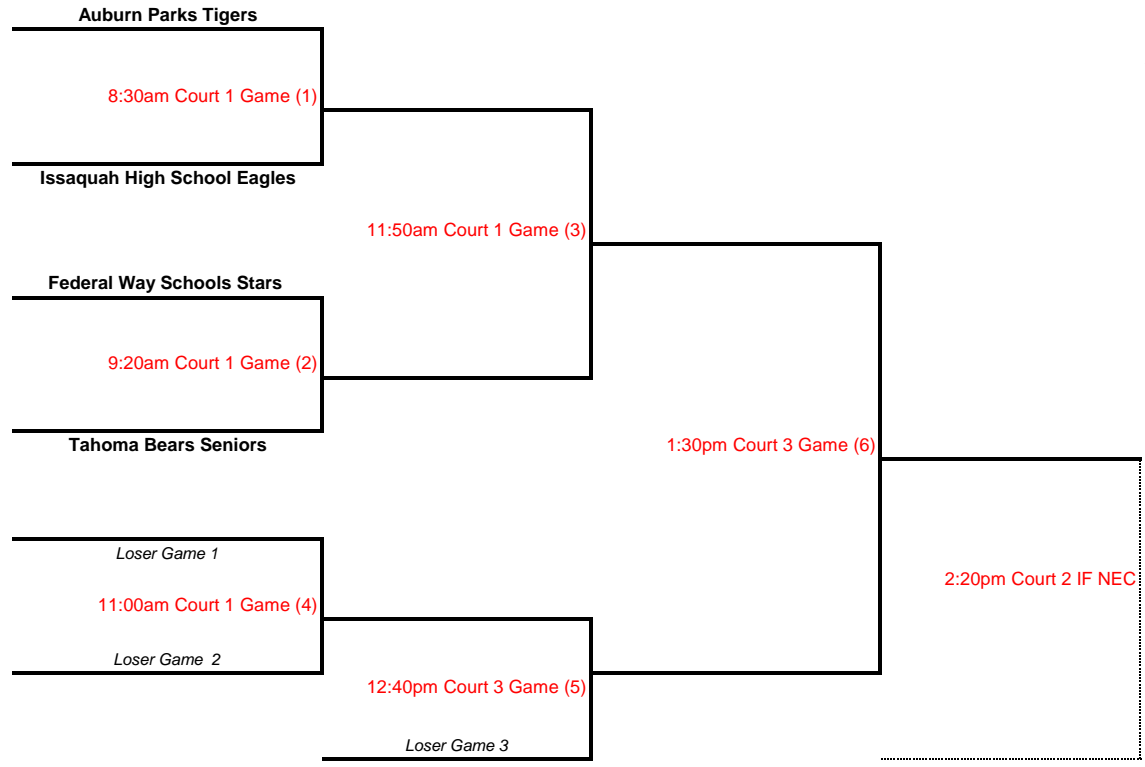 Auburn Parks Tigers
8:30am Court 1 Game (1)
Issaquah High School Eagles
11:50am Court 1 Game (3)
Federal Way Schools Stars
9:20am Court 1 Game (2)
Tahoma Bears Seniors
1:30pm Court 3 Game (6)
Loser Game 1
2:20pm Court 2 IF NEC
11:00am Court 1 Game (4)
Loser Game  2
12:40pm Court 3 Game (5)
Loser Game 3